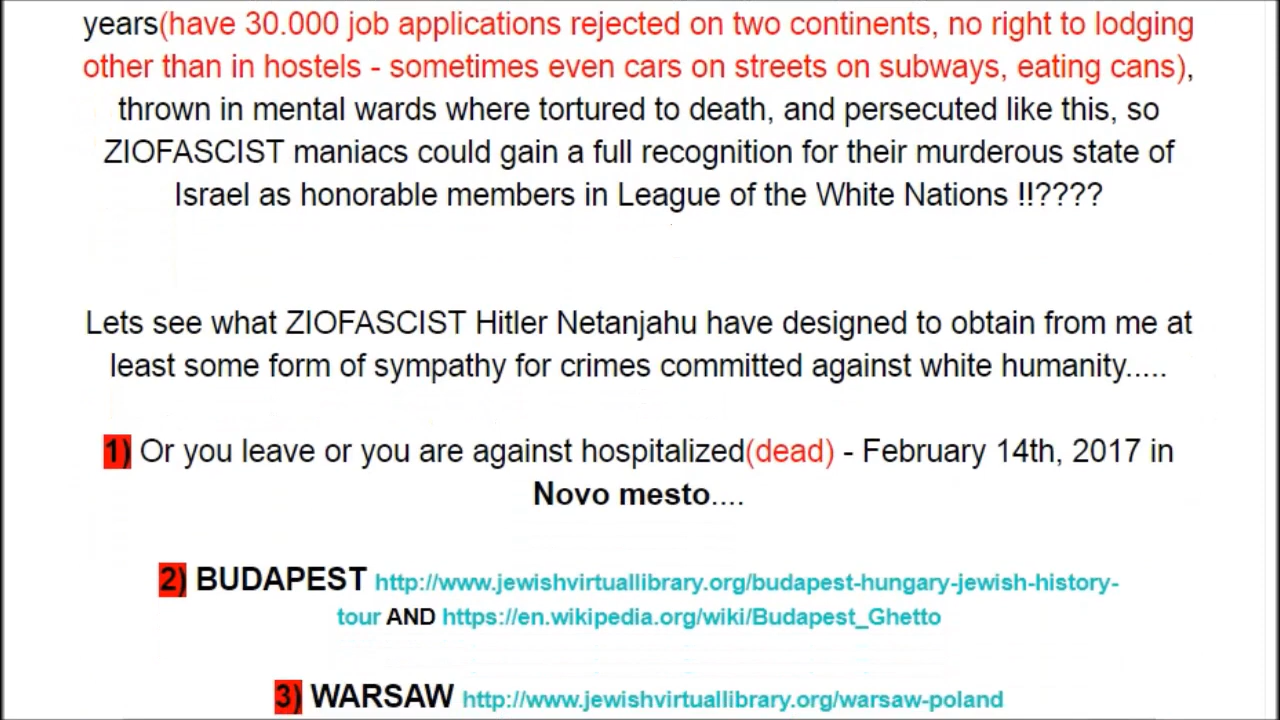 years(have 30.000 job applications rejected on two continents, no right to lodging
other than in hostels - sometimes even cars on streets on subways, eating cans),
thrown in mental wards where tortured to death, and persecuted like this, so
ZIOFASCIST maniacs could gain a full recognition for their murderous state of
Israel as honorable members in League of the White Nations !!????
Lets see what ZIOFASCIST Hitler Netanjahu have designed to obtain from me at
least some form of sympathy for crimes committed against white humanity.....
1) Or you leave or you are against hospitalized(dead) - February 14th, 2017 in
Novo mesto....
2) BUDAPEST http://www.jewishvirtuallibrary.org/budapest-hungary-jewish-history-
tour AND https://en.wikipedia.org/wiki/Budapest_Ghetto
3) WARSAW http://www.jewishvirtuallibrary.org/warsaw-poland